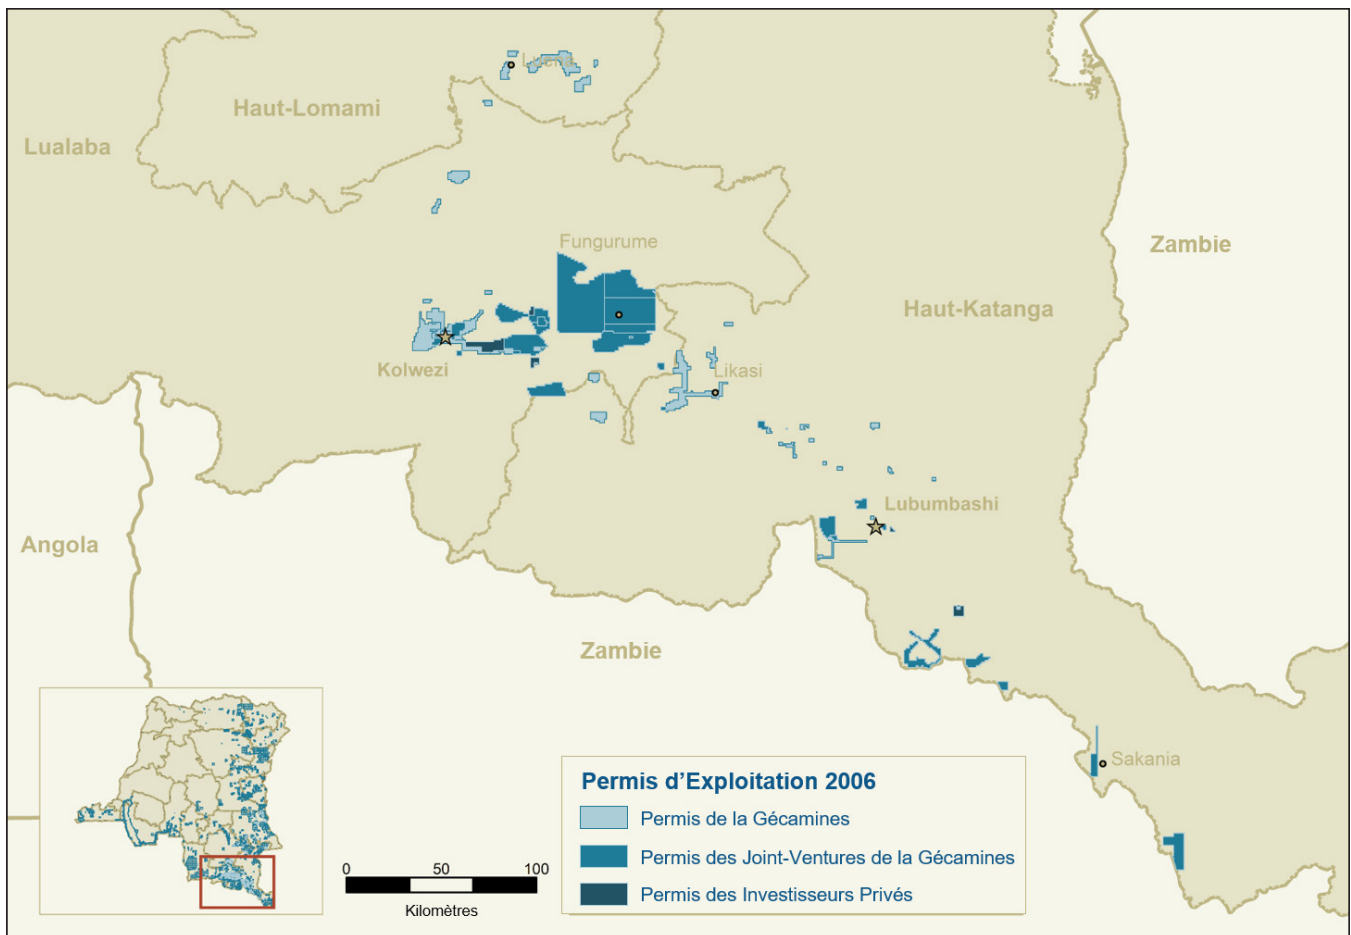 Luena
Haut-Lomami
Lualaba
Fungurume
Zambie
Haut-Katanga
Kolwezi
Likasi
Lubumbashi
Angola
Zambie
Sakania
Permis d’Exploitation 2006
Permis de la Gécamines
Permis des Joint-Ventures de la Gécamines
Permis des Investisseurs Privés
0 50 100
Kilomètres